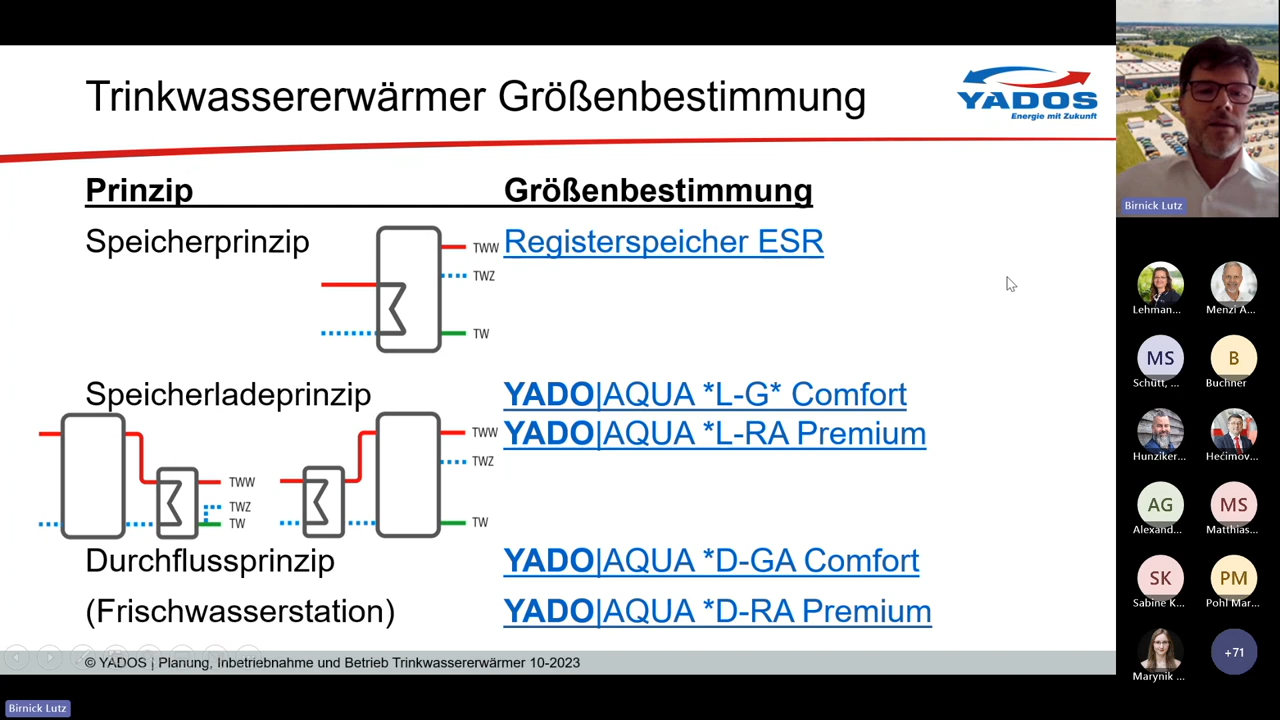 Trinkwassererwärmer Größenbestimmung
YADOS
Energie mit Zukunft
Prinzip Größenbestimmung
Speicherprinzip
TWW
TWZ
TW
Registerspeicher ESR
Speicherladeprinzip
YADO|AQUA *L-G* Comfort
YADO|AQUA *L-RA Premium
TWW
TWZ
TW
TWW
TWZ
TW
Durchflussprinzip
YADO|AQUA *D-GA Comfort
(Frischwasserstation)
YADO|AQUA *D-RA Premium
© YADOS | Planung, Inbetriebnahme und Betrieb Trinkwassererwärmer 10-2023
Birnick Lutz
Birnick Lutz
Lehman...
Menzi A...
MS
Schütt, ...
B
Buchner
Hunziker...
Hećimov...
AG
Alexand...
MS
Matthias...
SK
Sabine K...
PM
Pohl Mar...
Marynik ...
+71